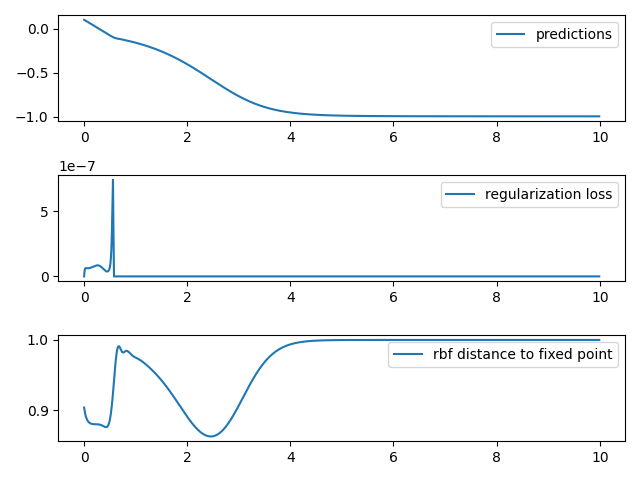 0.0
−0.5
−1.0
predictions
0 2 4 6 8 10
1e−7
5
0
regularization loss
0 2 4 6 8 10
1.0
0.9
rbf distance to fixed point
0 2 4 6 8 10